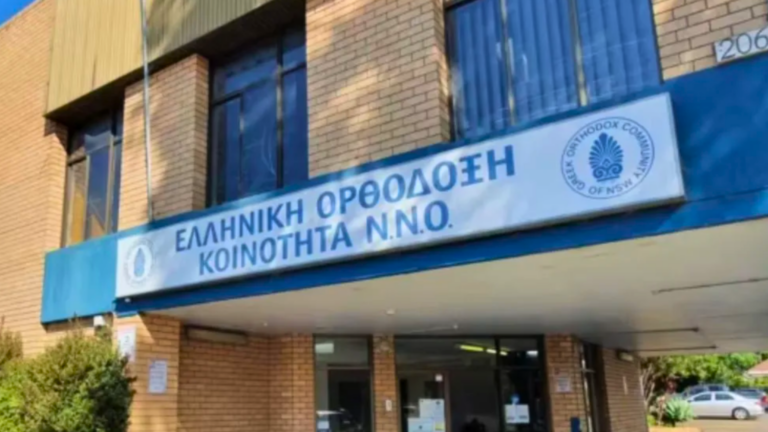 206
ΕΛΛΗΝΙΚΗ ΟΡΘΟΔΟΞΗ
ΚΟΙΝΟΤΗΤΑ Ν.Ν.Ο.
GREEK ORTHODOX COMMUNITY
OF NSW